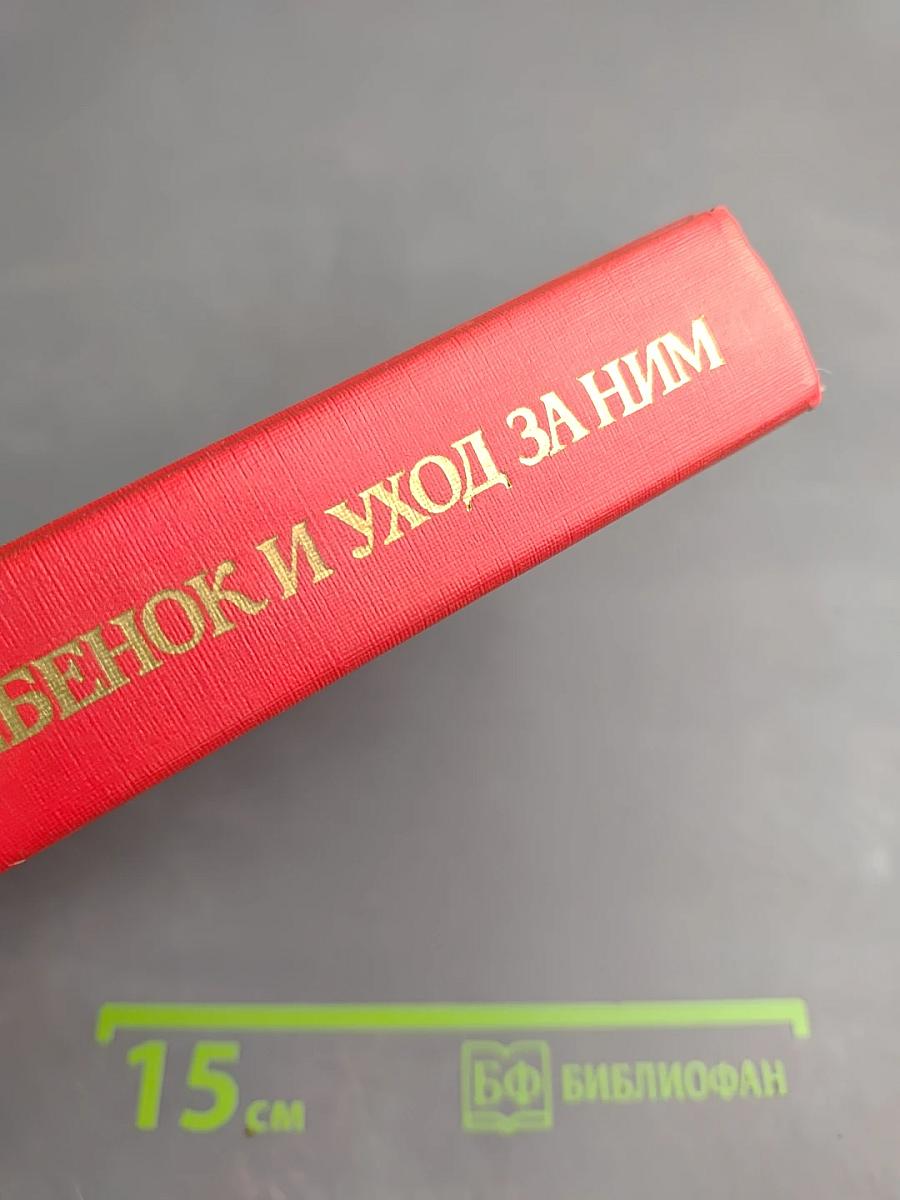 БЕНОК И УХОД ЗА НИМ
15 см
БФ БИБЛИОФАН